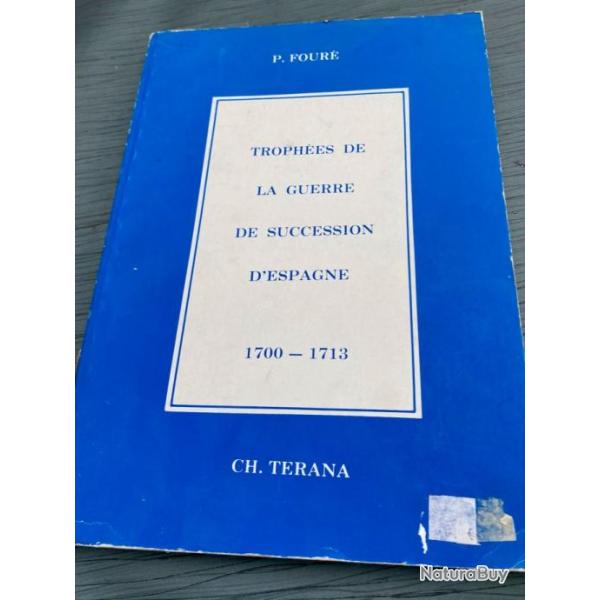 P. FOURÉ
TROPHÉES DE
LA GUERRE
DE SUCCESSION
D'ESPAGNE
1700 — 1713
CH. TERANA
NaturaBuy